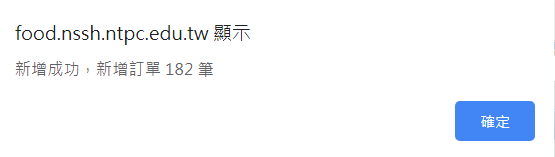 food.nssh.ntpc.edu.tw 顯示
新增成功，新增訂單 182 筆
確定